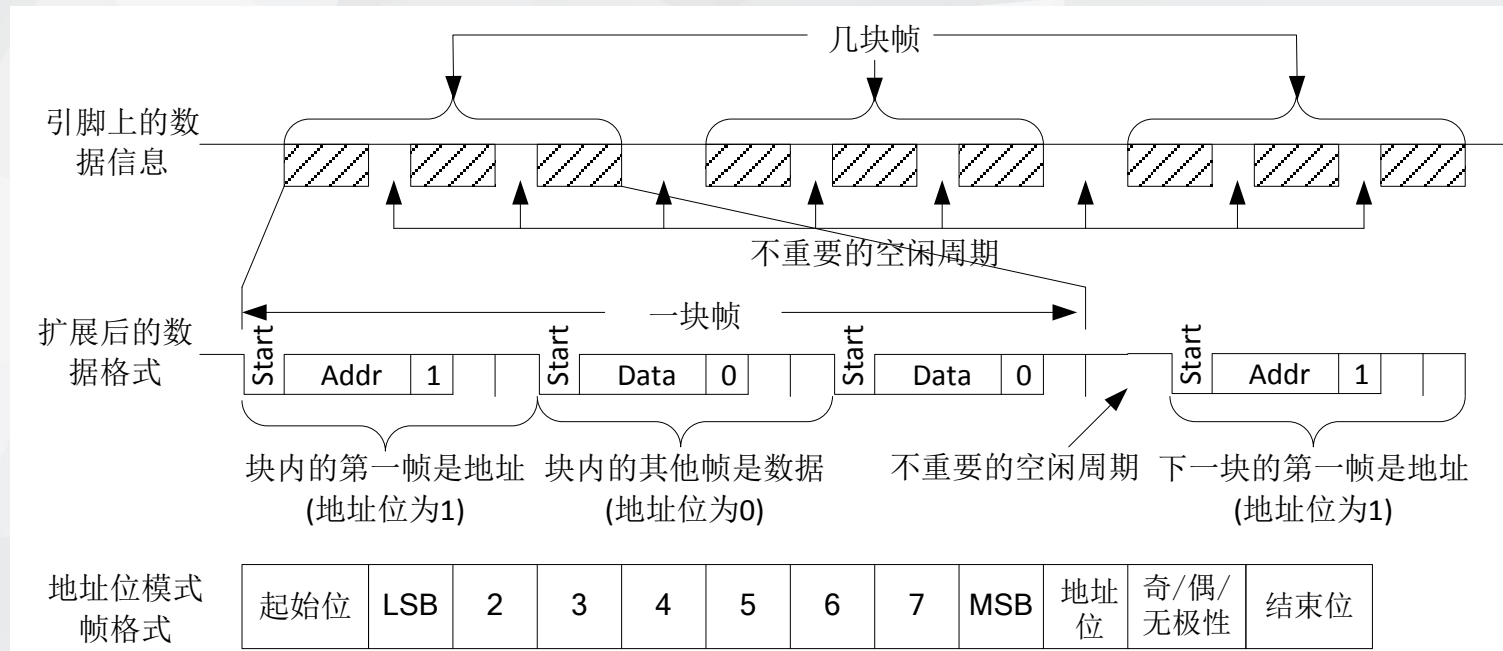 几块帧
引脚上的数
据信息
不重要的空闲周期
一块帧
扩展后的数
据格式
Start Addr 1 Start Data 0 Start Data 0 Start Addr 1
块内的第一帧是地址
(地址位为1)
块内的其他帧是数据
(地址位为0)
不重要的空闲周期
下一块的第一帧是地址
(地址位为1)
地址位模式
帧格式
起始位 LSB 2 3 4 5 6 7 MSB 地址
位 奇/偶/
无极性 结束位